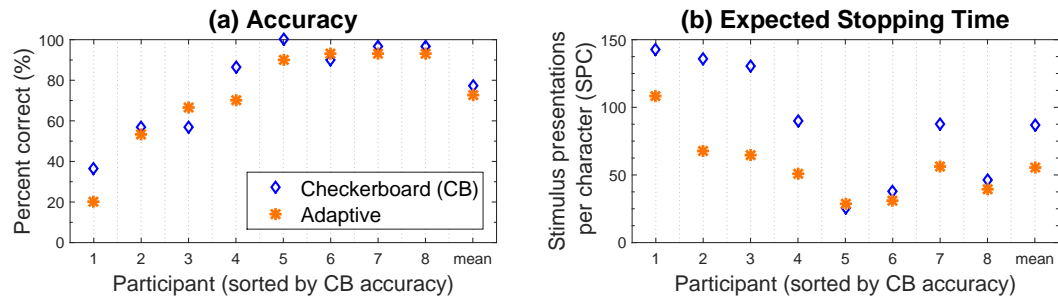 (a) Accuracy
Percent correct (%)
100
80
60
40
20
0
1 2 3 4 5 6 7 8 mean
Participant (sorted by CB accuracy)
Checkerboard (CB)
Adaptive
(b) Expected Stopping Time
Stimulus presentations
per character (SPC)
150
100
50
0
1 2 3 4 5 6 7 8 mean
Participant (sorted by CB accuracy)